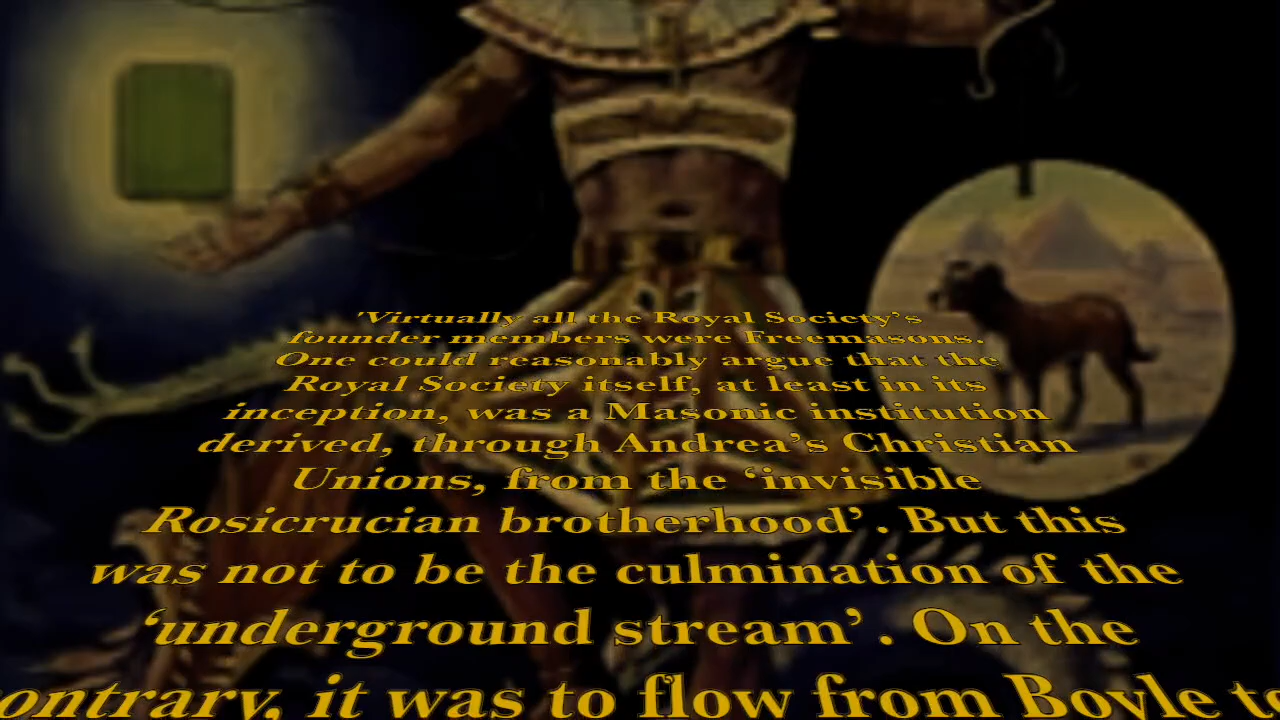 'Virtually all the Royal Society's
founder members were Freemasons.
One could reasonably argue that the
Royal Society itself, at least in its
inception, was a Masonic institution
derived, through Andrea's Christian
Unions, from the ‘invisible
Rosicrucian brotherhood’. But this
was not to be the culmination of the
‘underground stream’. On the
contrary, it was to flow from Boyle to